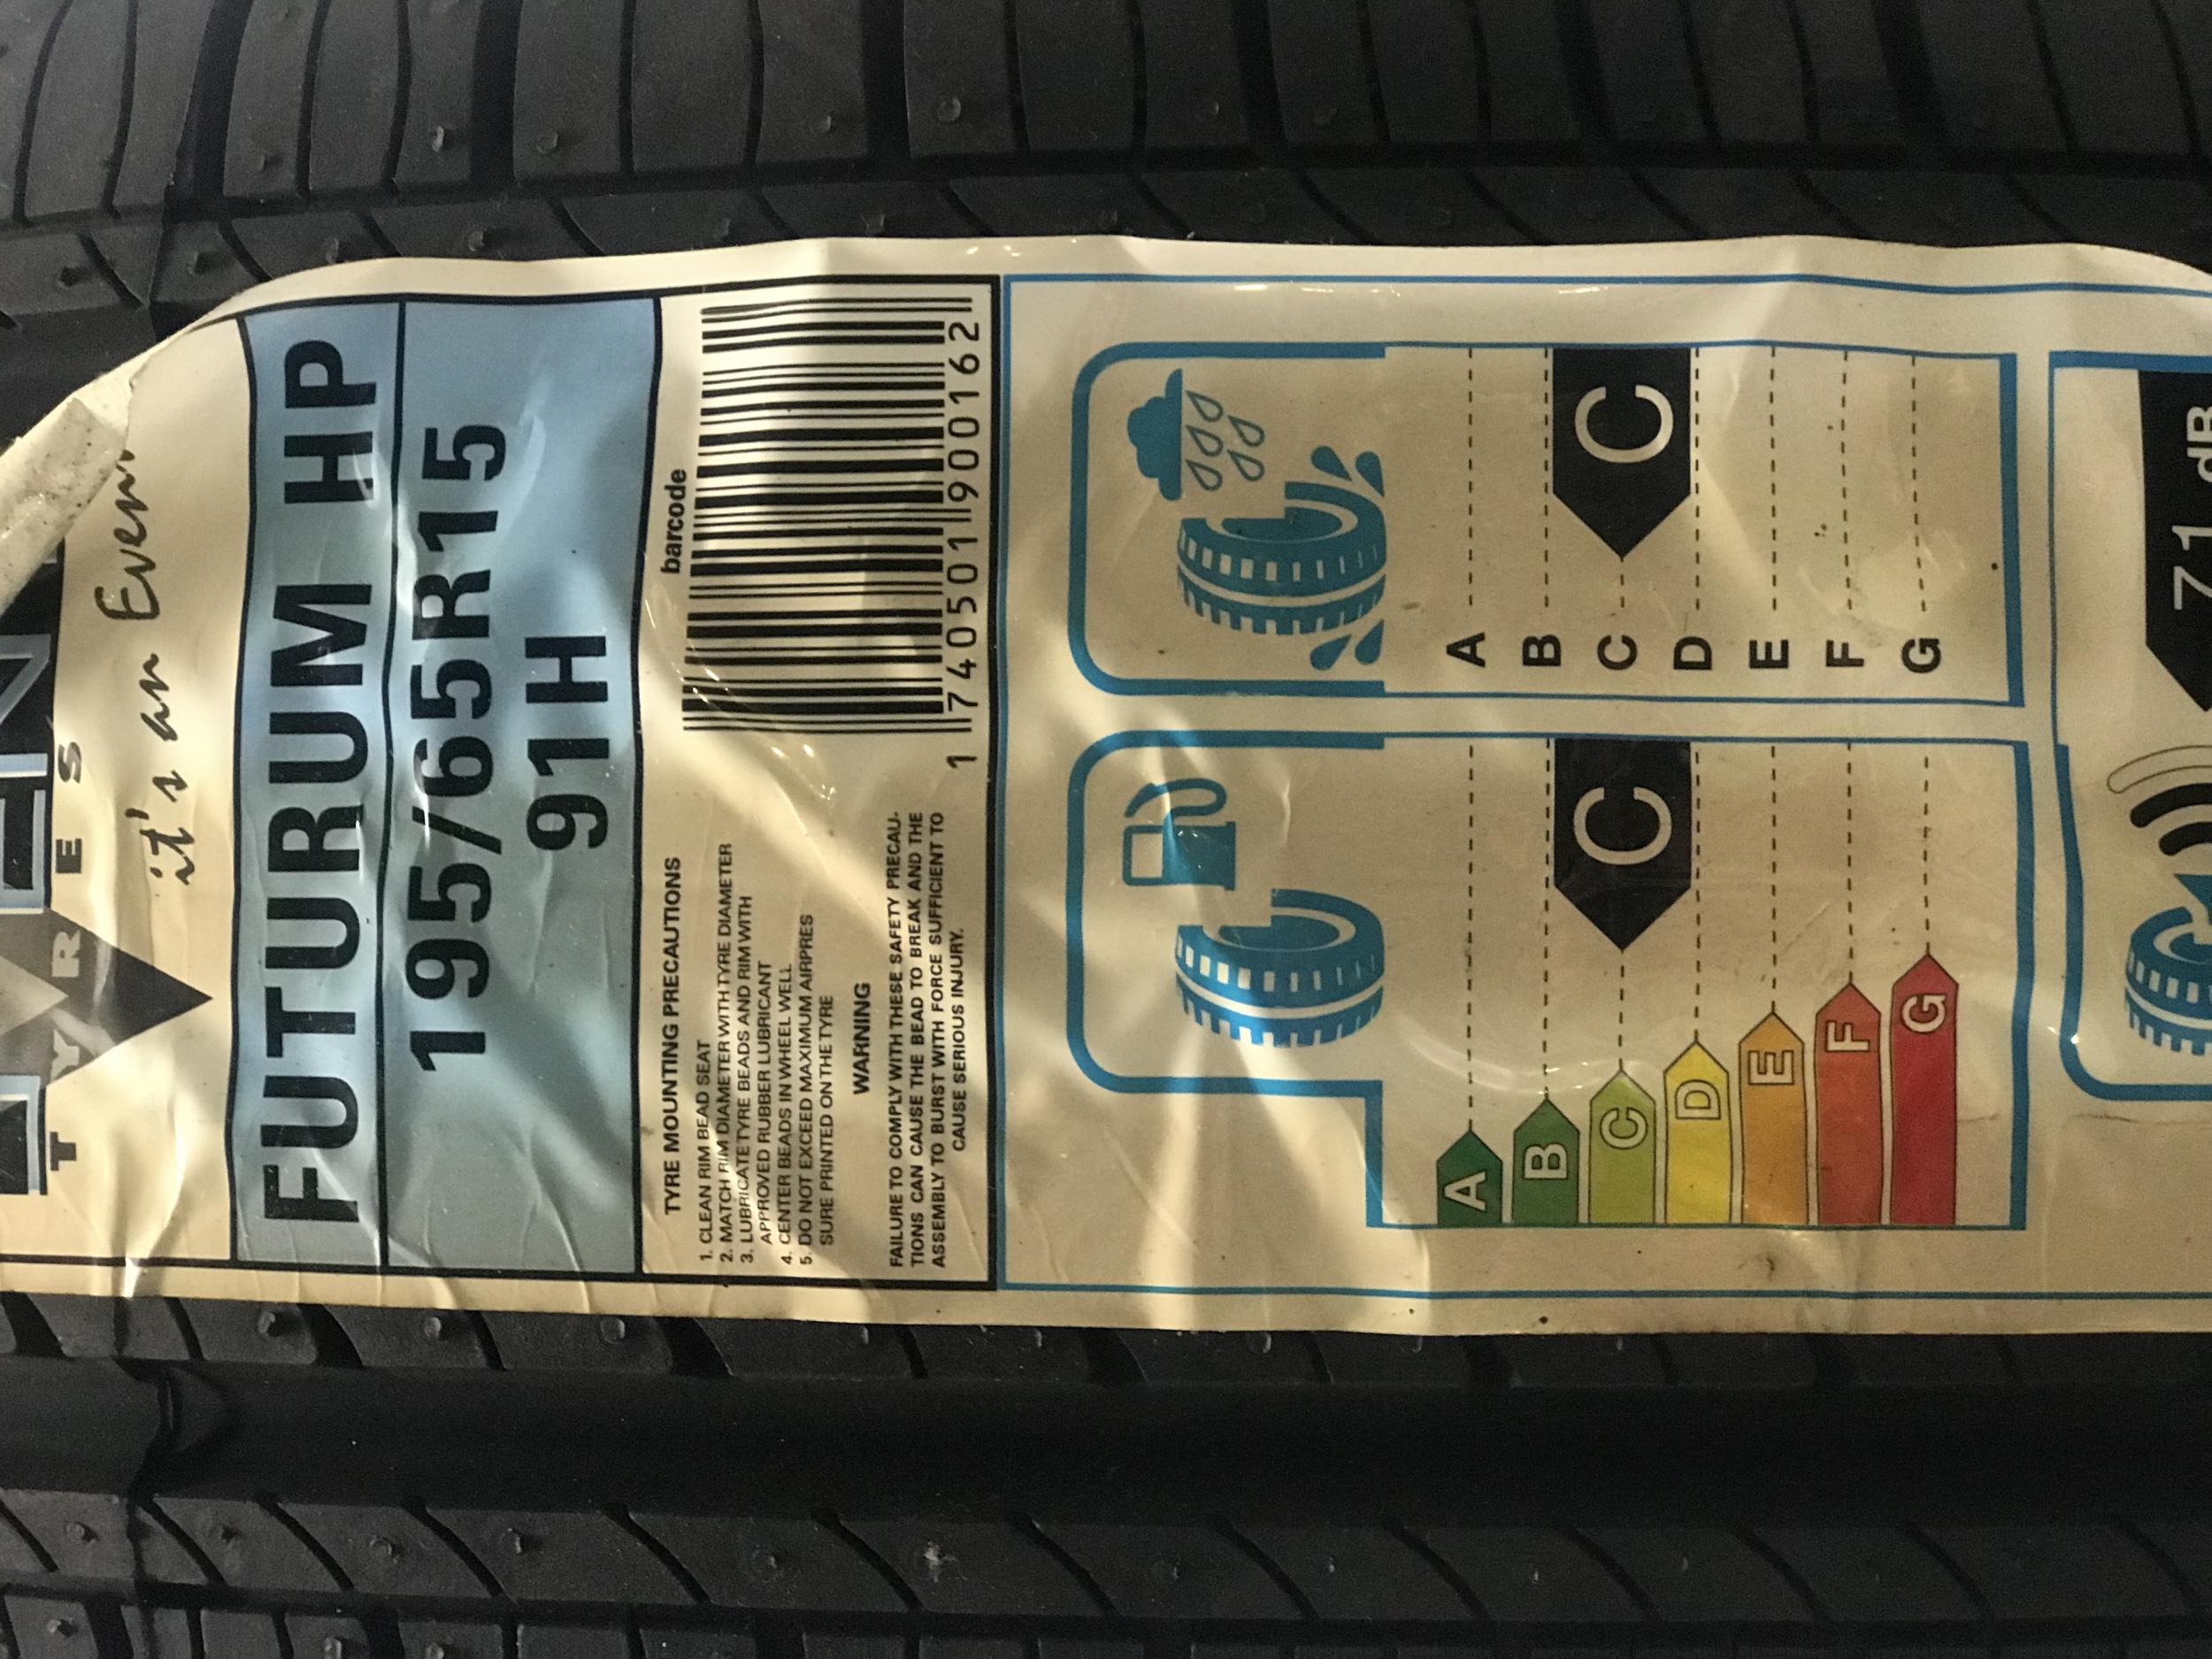 TYRES
it's an Event
FUTURUM HP
195/65R15
91H
TYRE MOUNTING PRECAUTIONS
1. CLEAN RIM BEAD SEAT
2. MATCH RIM DIAMETER WITH TYRE DIAMETER
3. LUBRICATE TYRE BEADS AND RIM WITH
APPROVED RUBBER LUBRICANT
4. CENTER BEADS IN WHEEL WELL
5. DO NOT EXCEED MAXIMUM AIRPRES
SURE PRINTED ON THE TYRE
WARNING
FAILURE TO COMPLY WITH THESE SAFETY PRECAU-
TIONS CAN CAUSE THE BEAD TO BREAK AND THE
ASSEMBLY TO BURST WITH FORCE SUFFICIENT TO
CAUSE SERIOUS INJURY.
barcode
1 740501 900162
A
B
C
D
E
F
G
C
A
B
C
D
E
F
G
C
71 dB